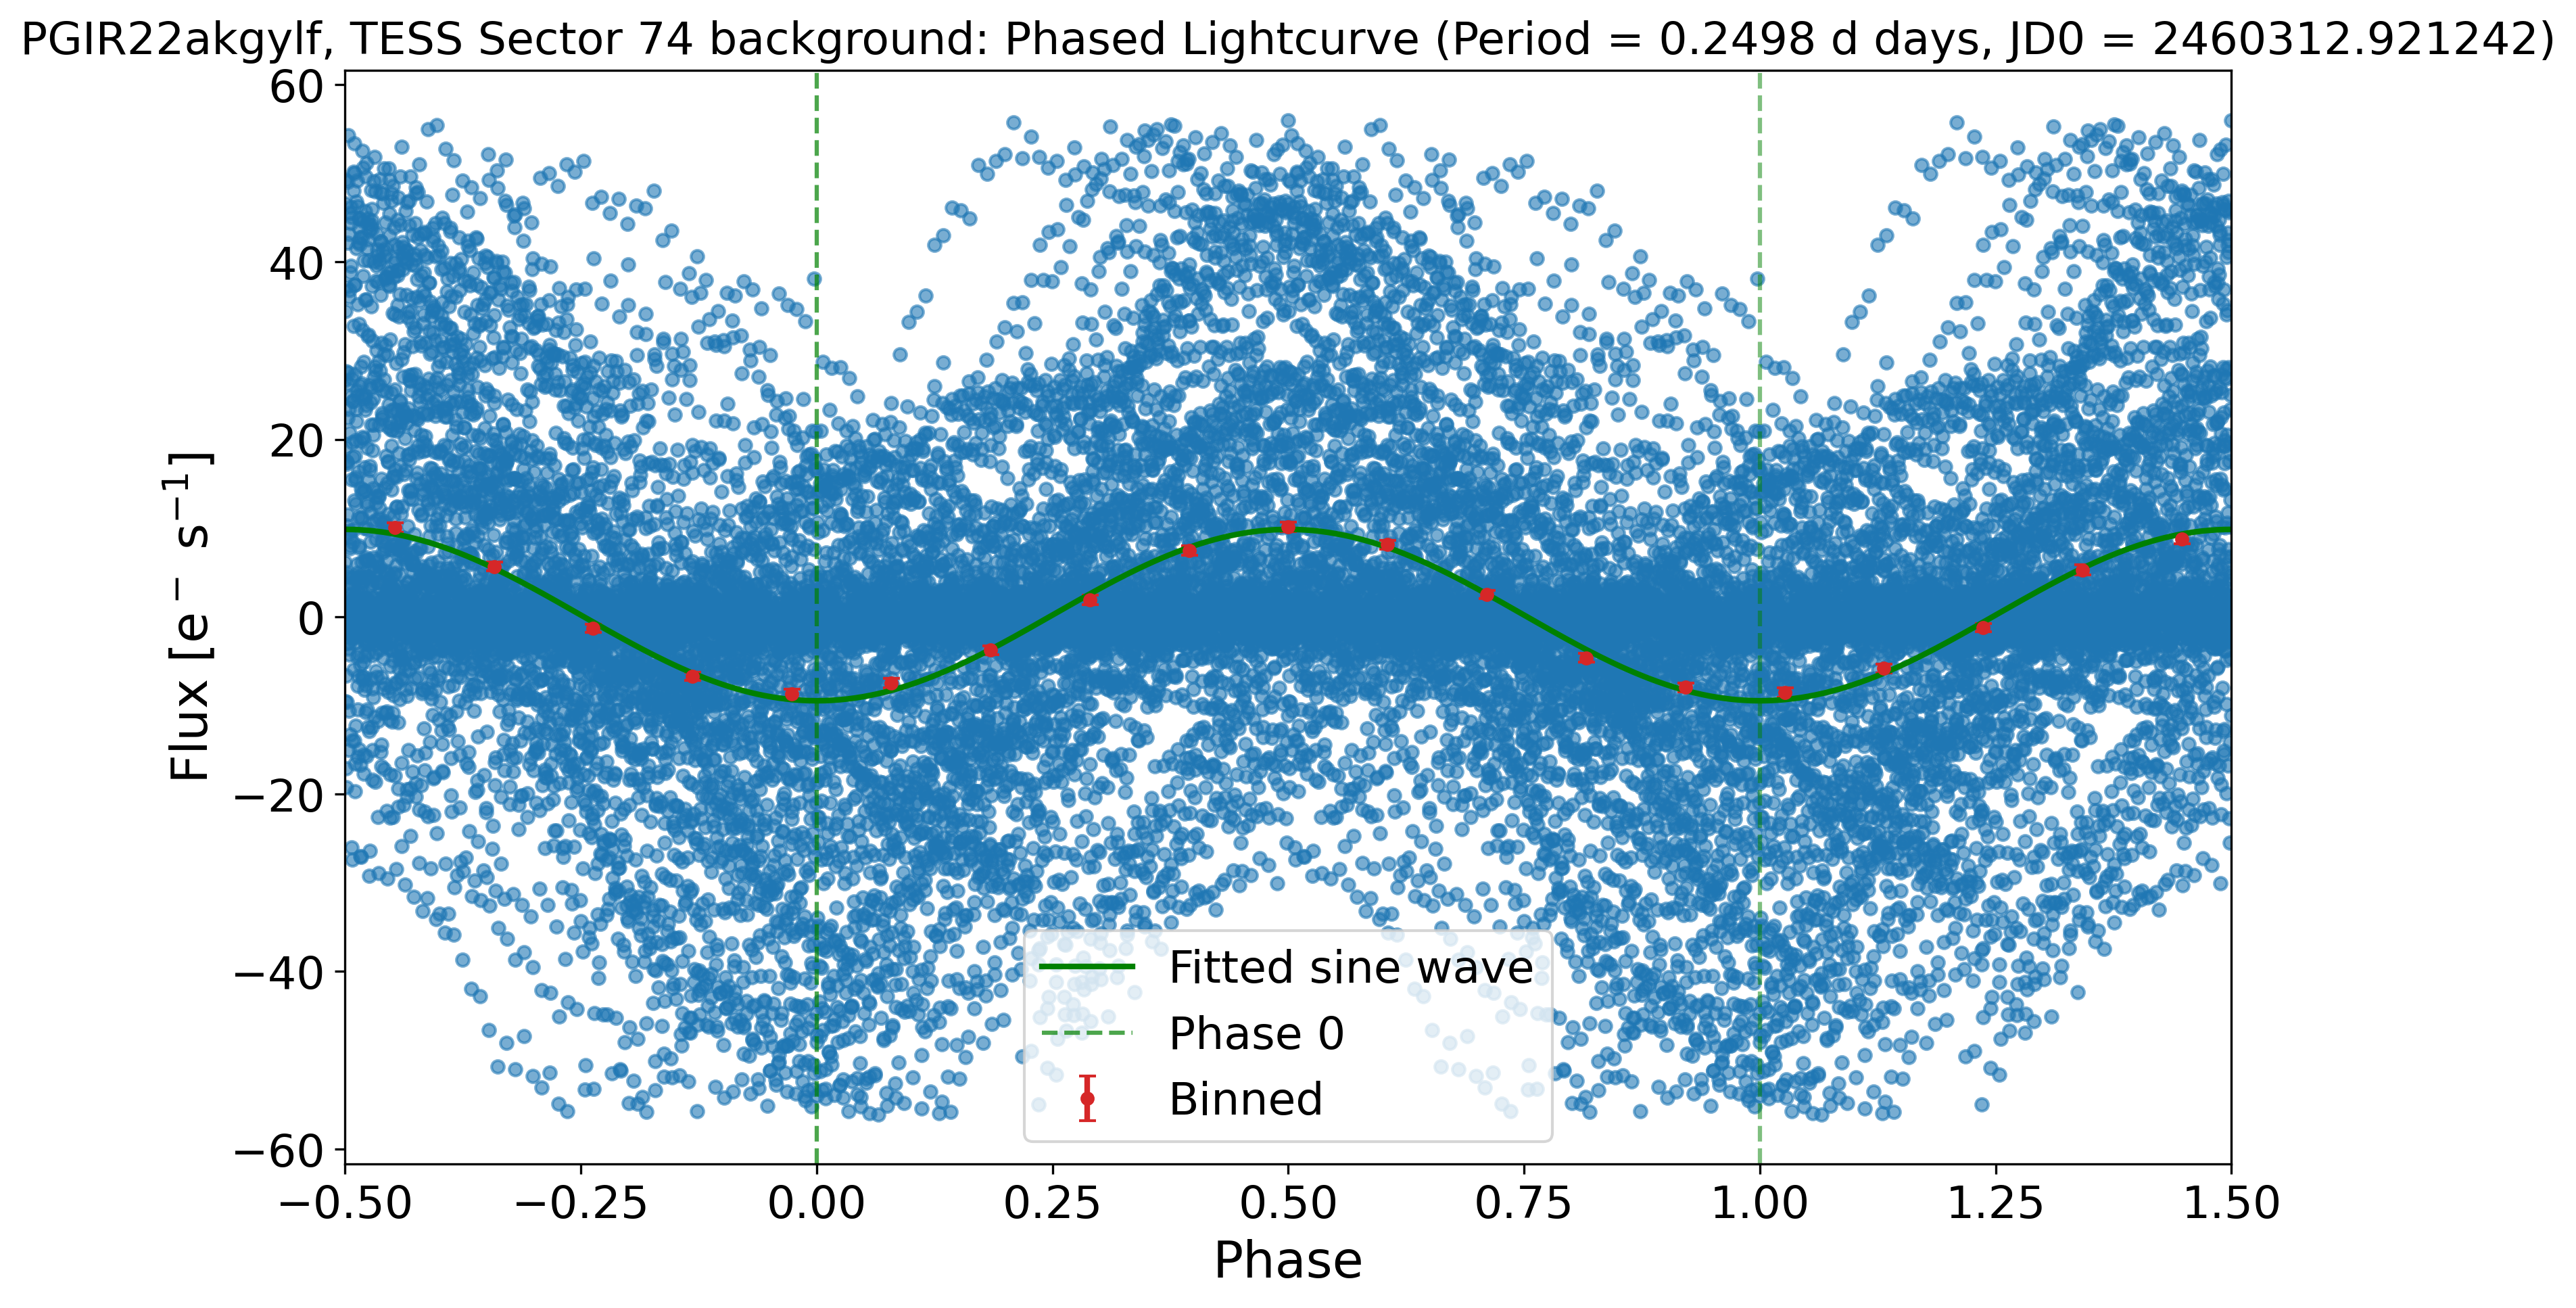 PGIR22akgylf, TESS Sector 74 background: Phased Lightcurve (Period = 0.2498 d days, JD0 = 2460312.921242)
60
40
20
0
−20
−40
−60
Flux [e⁻ s⁻¹]
Fitted sine wave
Phase 0
Binned
−0.50 −0.25 0.00 0.25 0.50 0.75 1.00 1.25 1.50
Phase